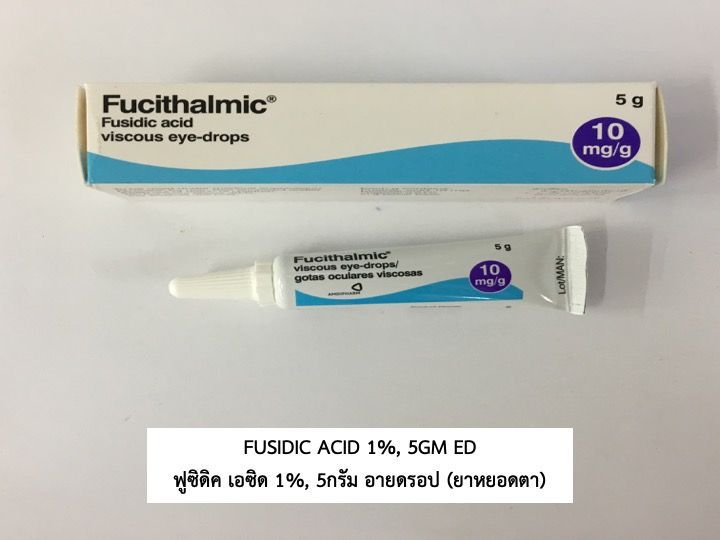 Fucithalmic®
Fusidic acid
viscous eye-drops
5 g
10
mg/g
Fucithalmic®
viscous eye-drops/
gotas oculares viscosas
5 g
10
mg/g
AMDIPHARM
Lot/MAN:
FUSIDIC ACID 1%, 5GM ED
ฟูซิดิค เอซิด 1%, 5กรัม อายดรอป (ยาหยอดตา)